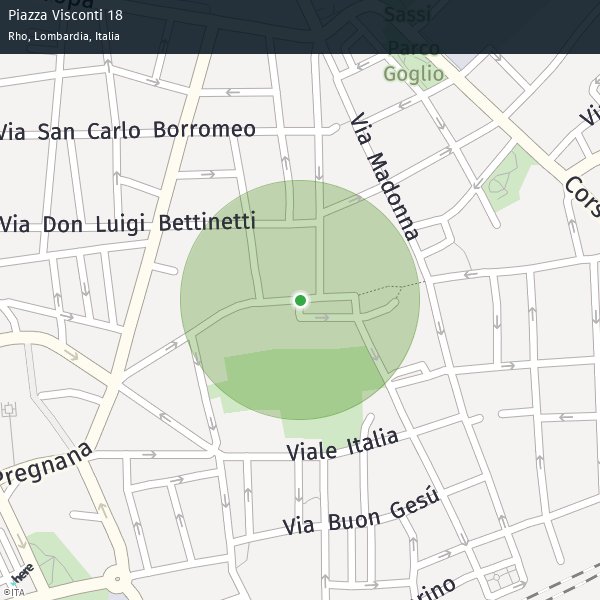 Piazza Visconti 18
Rho, Lombardia, Italia
Sassi
Parco
Goglio
Via San Carlo Borromeo
Via Madonna
Via Don Luigi Bettinetti
Cors
Viale Italia
Pregnana
Via Buon Gesú
here
©ITA